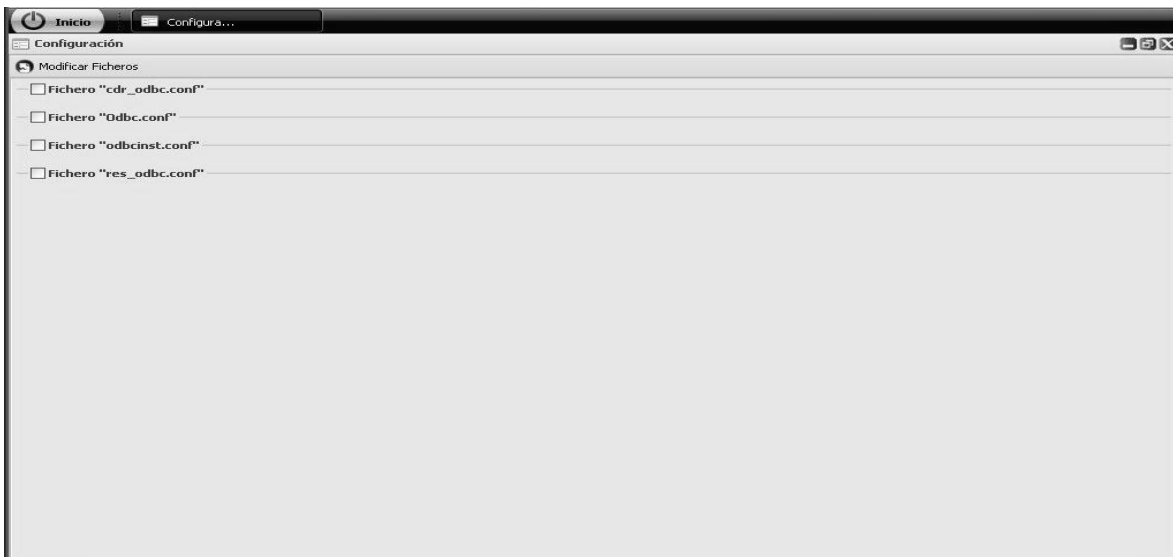 Inicio Configura...
Configuración
Modificar Ficheros
Fichero "cdr_odbc.conf"
Fichero "Odbc.conf"
Fichero "odbcinst.conf"
Fichero "res_odbc.conf"